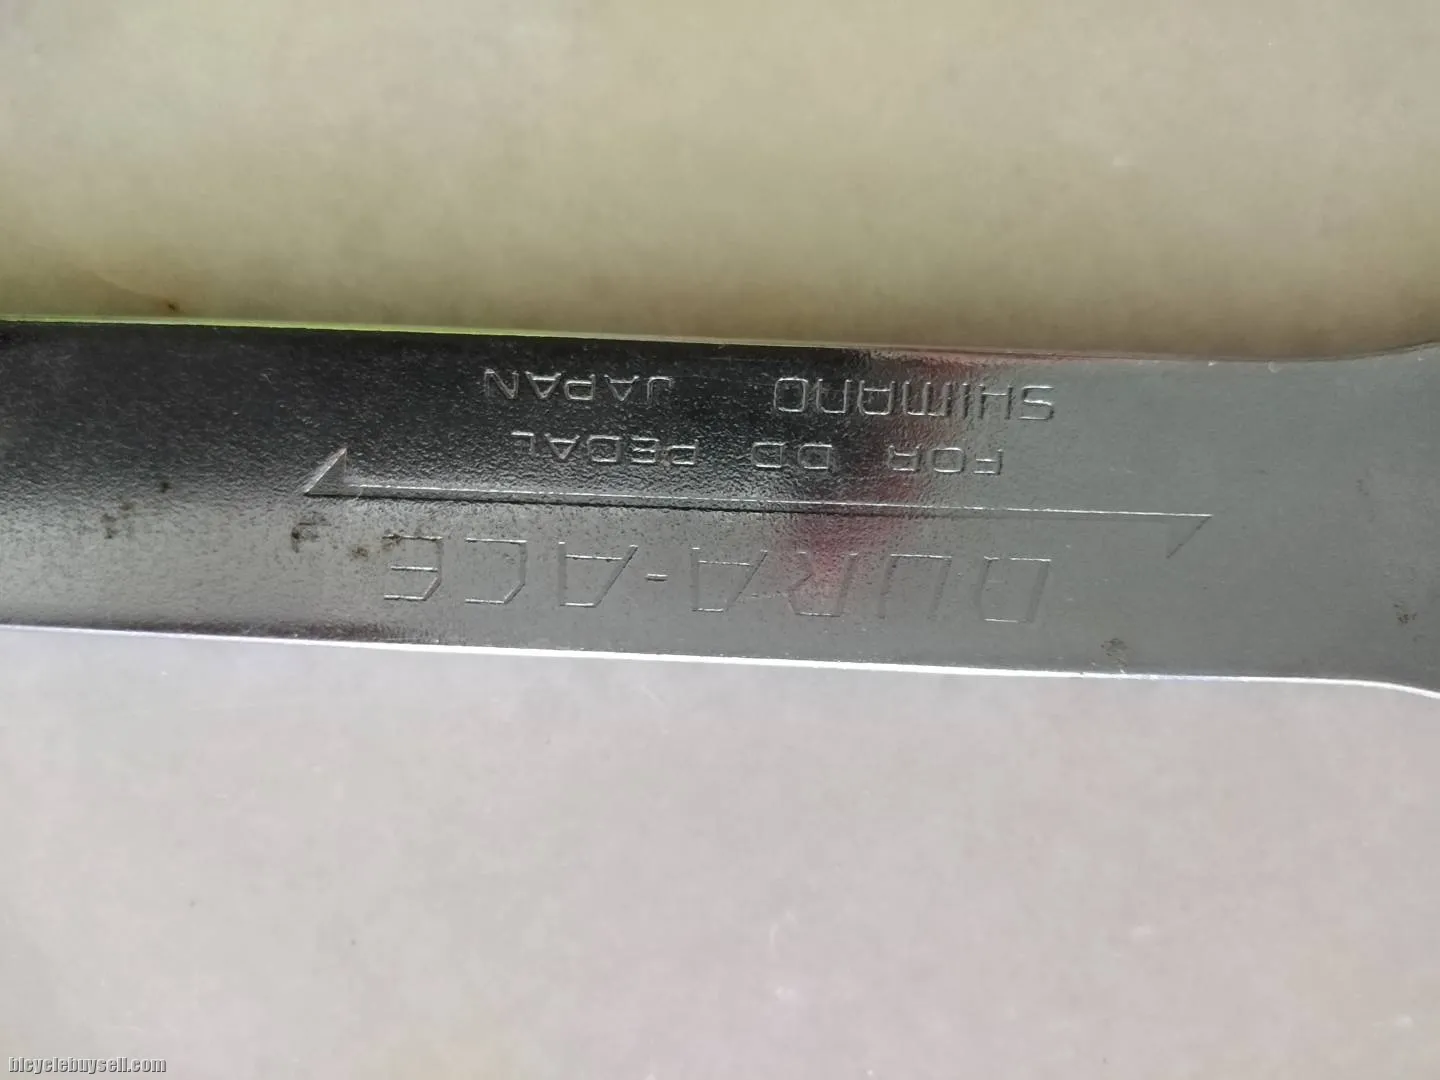 DURA-ACE
FOR DD PEDAL
SHIMANO JAPAN
bicyclebuysell.com